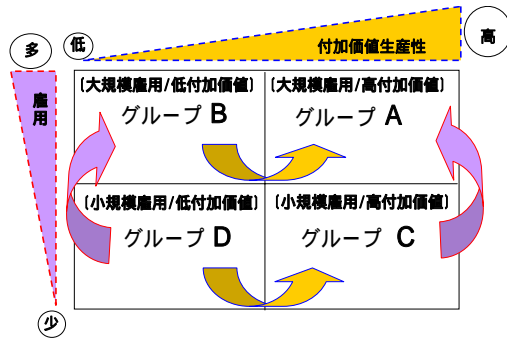 多
低
付加価値生産性
高
雇用
［大規模雇用/低付加価値］
グループ B
［大規模雇用/高付加価値］
グループ A
［小規模雇用/低付加価値］
グループ D
［小規模雇用/高付加価値］
グループ C
少